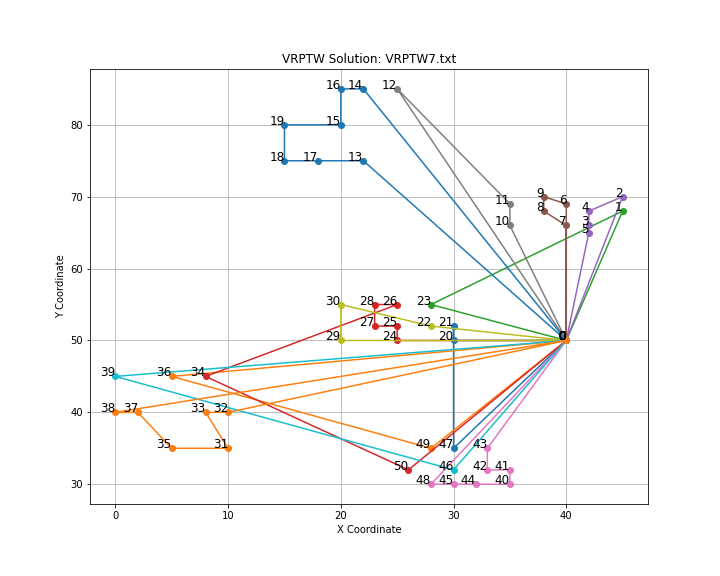 VRPTW Solution: VRPTW7.txt
16 14 12
19 15
18 17 13
9 6 2
11 8 4 1
10 7 3
5
30 28 26 23
27 25 22 21
29 24 20 0
39 36 34
38 37 33 32
35 31 49 47 43
50 46 42 41
48 45 44 40
80
70
60
50
40
30
0 10 20 30 40
Y Coordinate
X Coordinate